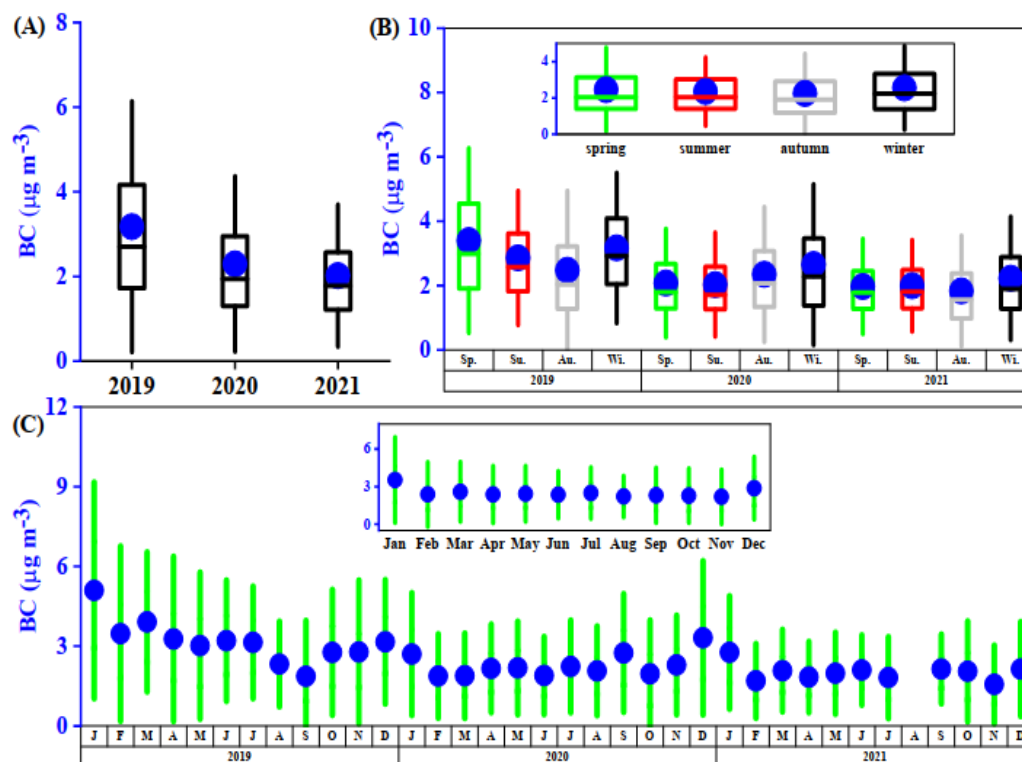 (A)
8
6
4
2
0
BC (µg m⁻³)
2019 2020 2021
(B)
10
8
6
4
2
0
BC (µg m⁻³)
4
2
0
spring summer autumn winter
Sp. Su. Au. Wi. Sp. Su. Au. Wi. Sp. Su. Au. Wi.
2019 2020 2021
(C)
12
9
6
3
0
BC (µg m⁻³)
6
3
0
Jan Feb Mar Apr May Jun Jul Aug Sep Oct Nov Dec
J F M A M J J A S O N D J F M A M J J A S O N D J F M A M J J A S O N D
2019 2020 2021